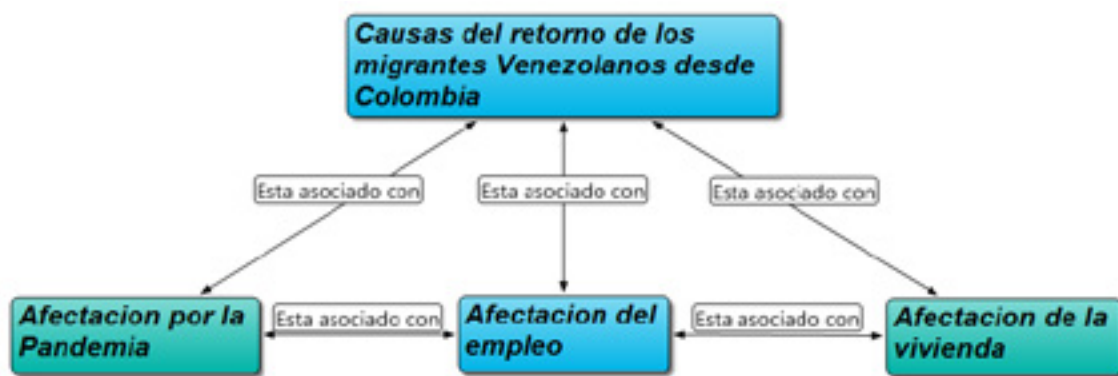 Causas del retorno de los
migrantes Venezolanos desde
Colombia
Esta asociado con
Esta asociado con
Esta asociado con
Afectacion por la
Pandemia
Esta asociado con
Afectacion del
empleo
Esta asociado con
Afectacion de la
vivienda